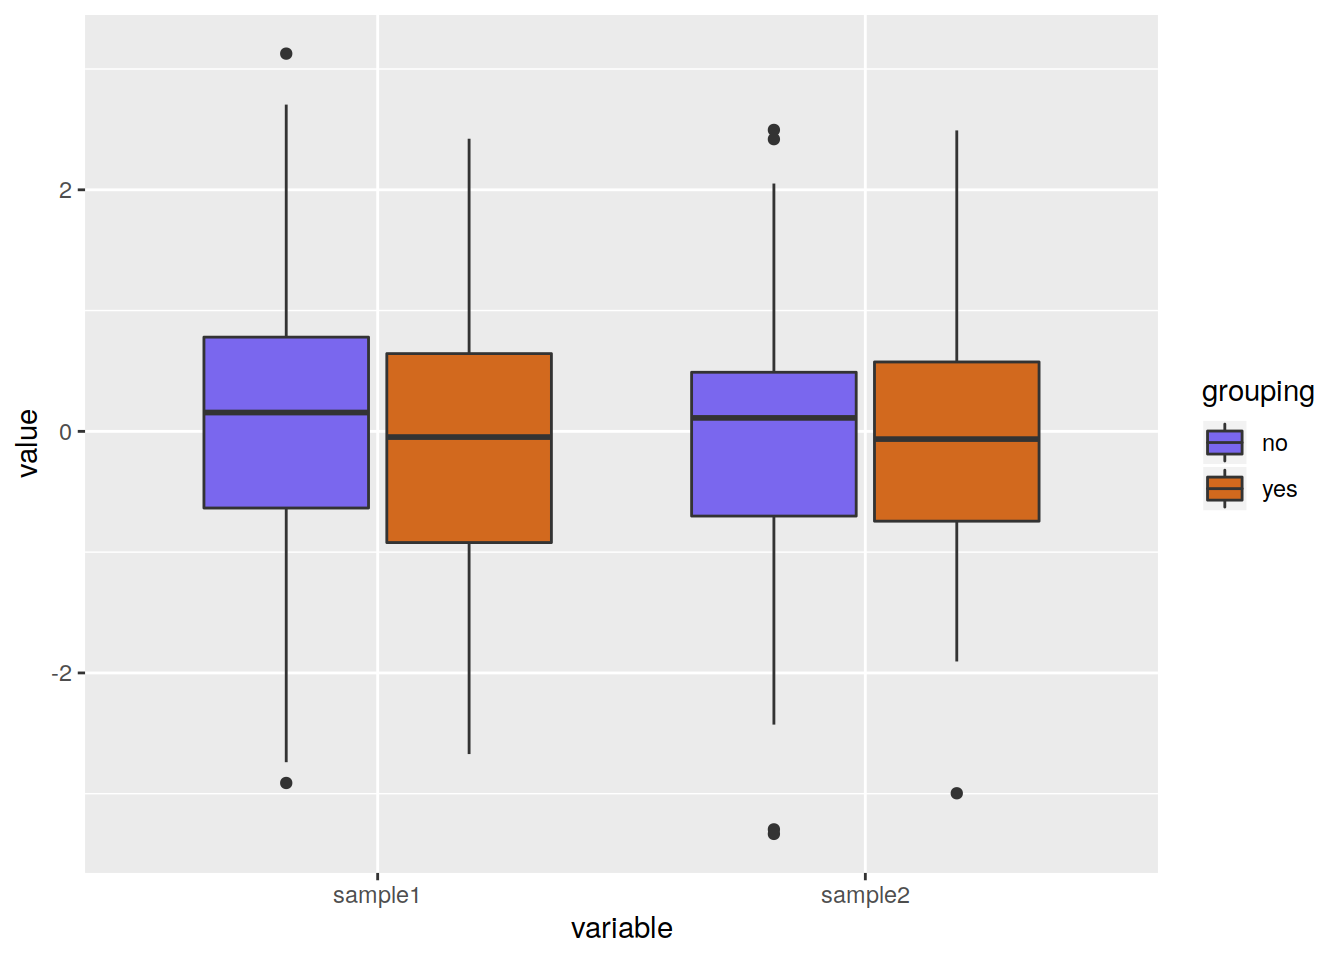 value
2
0
-2
sample1
sample2
variable
grouping
no
yes